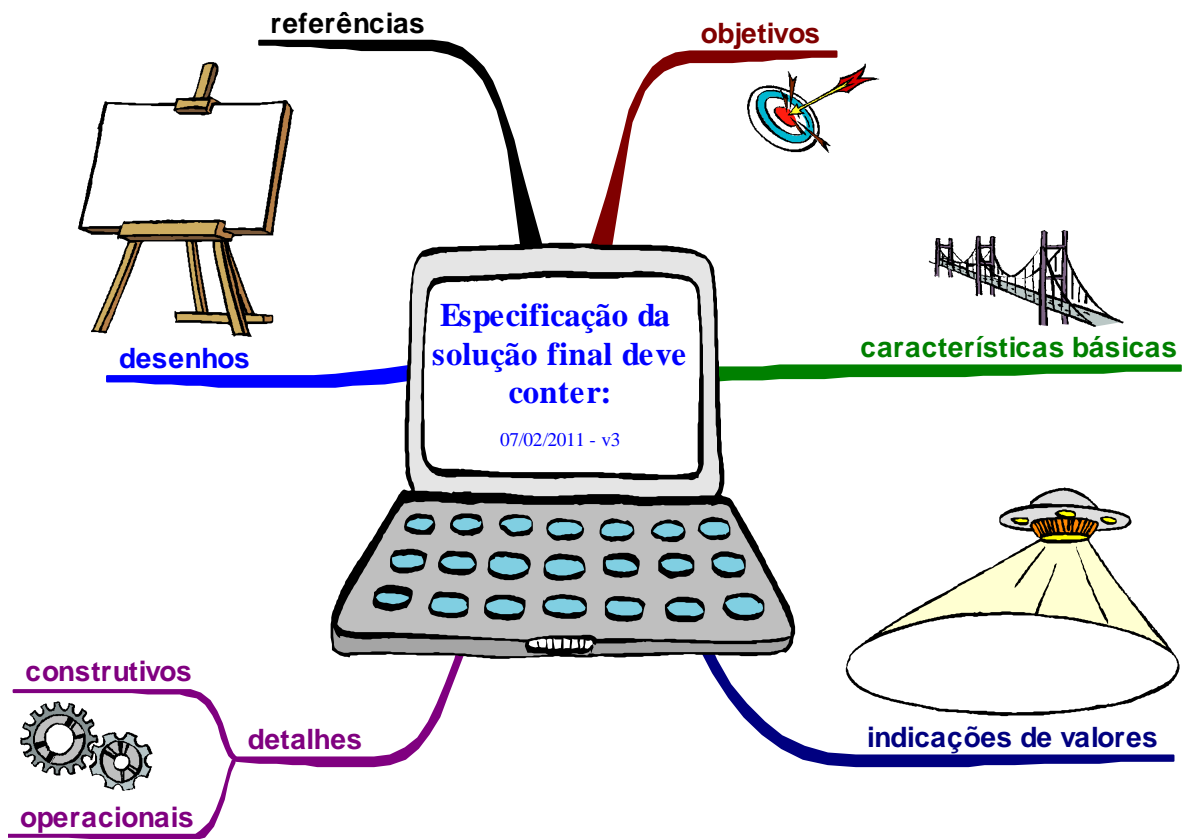 referências
objetivos
Especificação da
solução final deve
conter:
07/02/2011 - v3
desenhos
características básicas
construtivos
detalhes
operacionais
indicações de valores